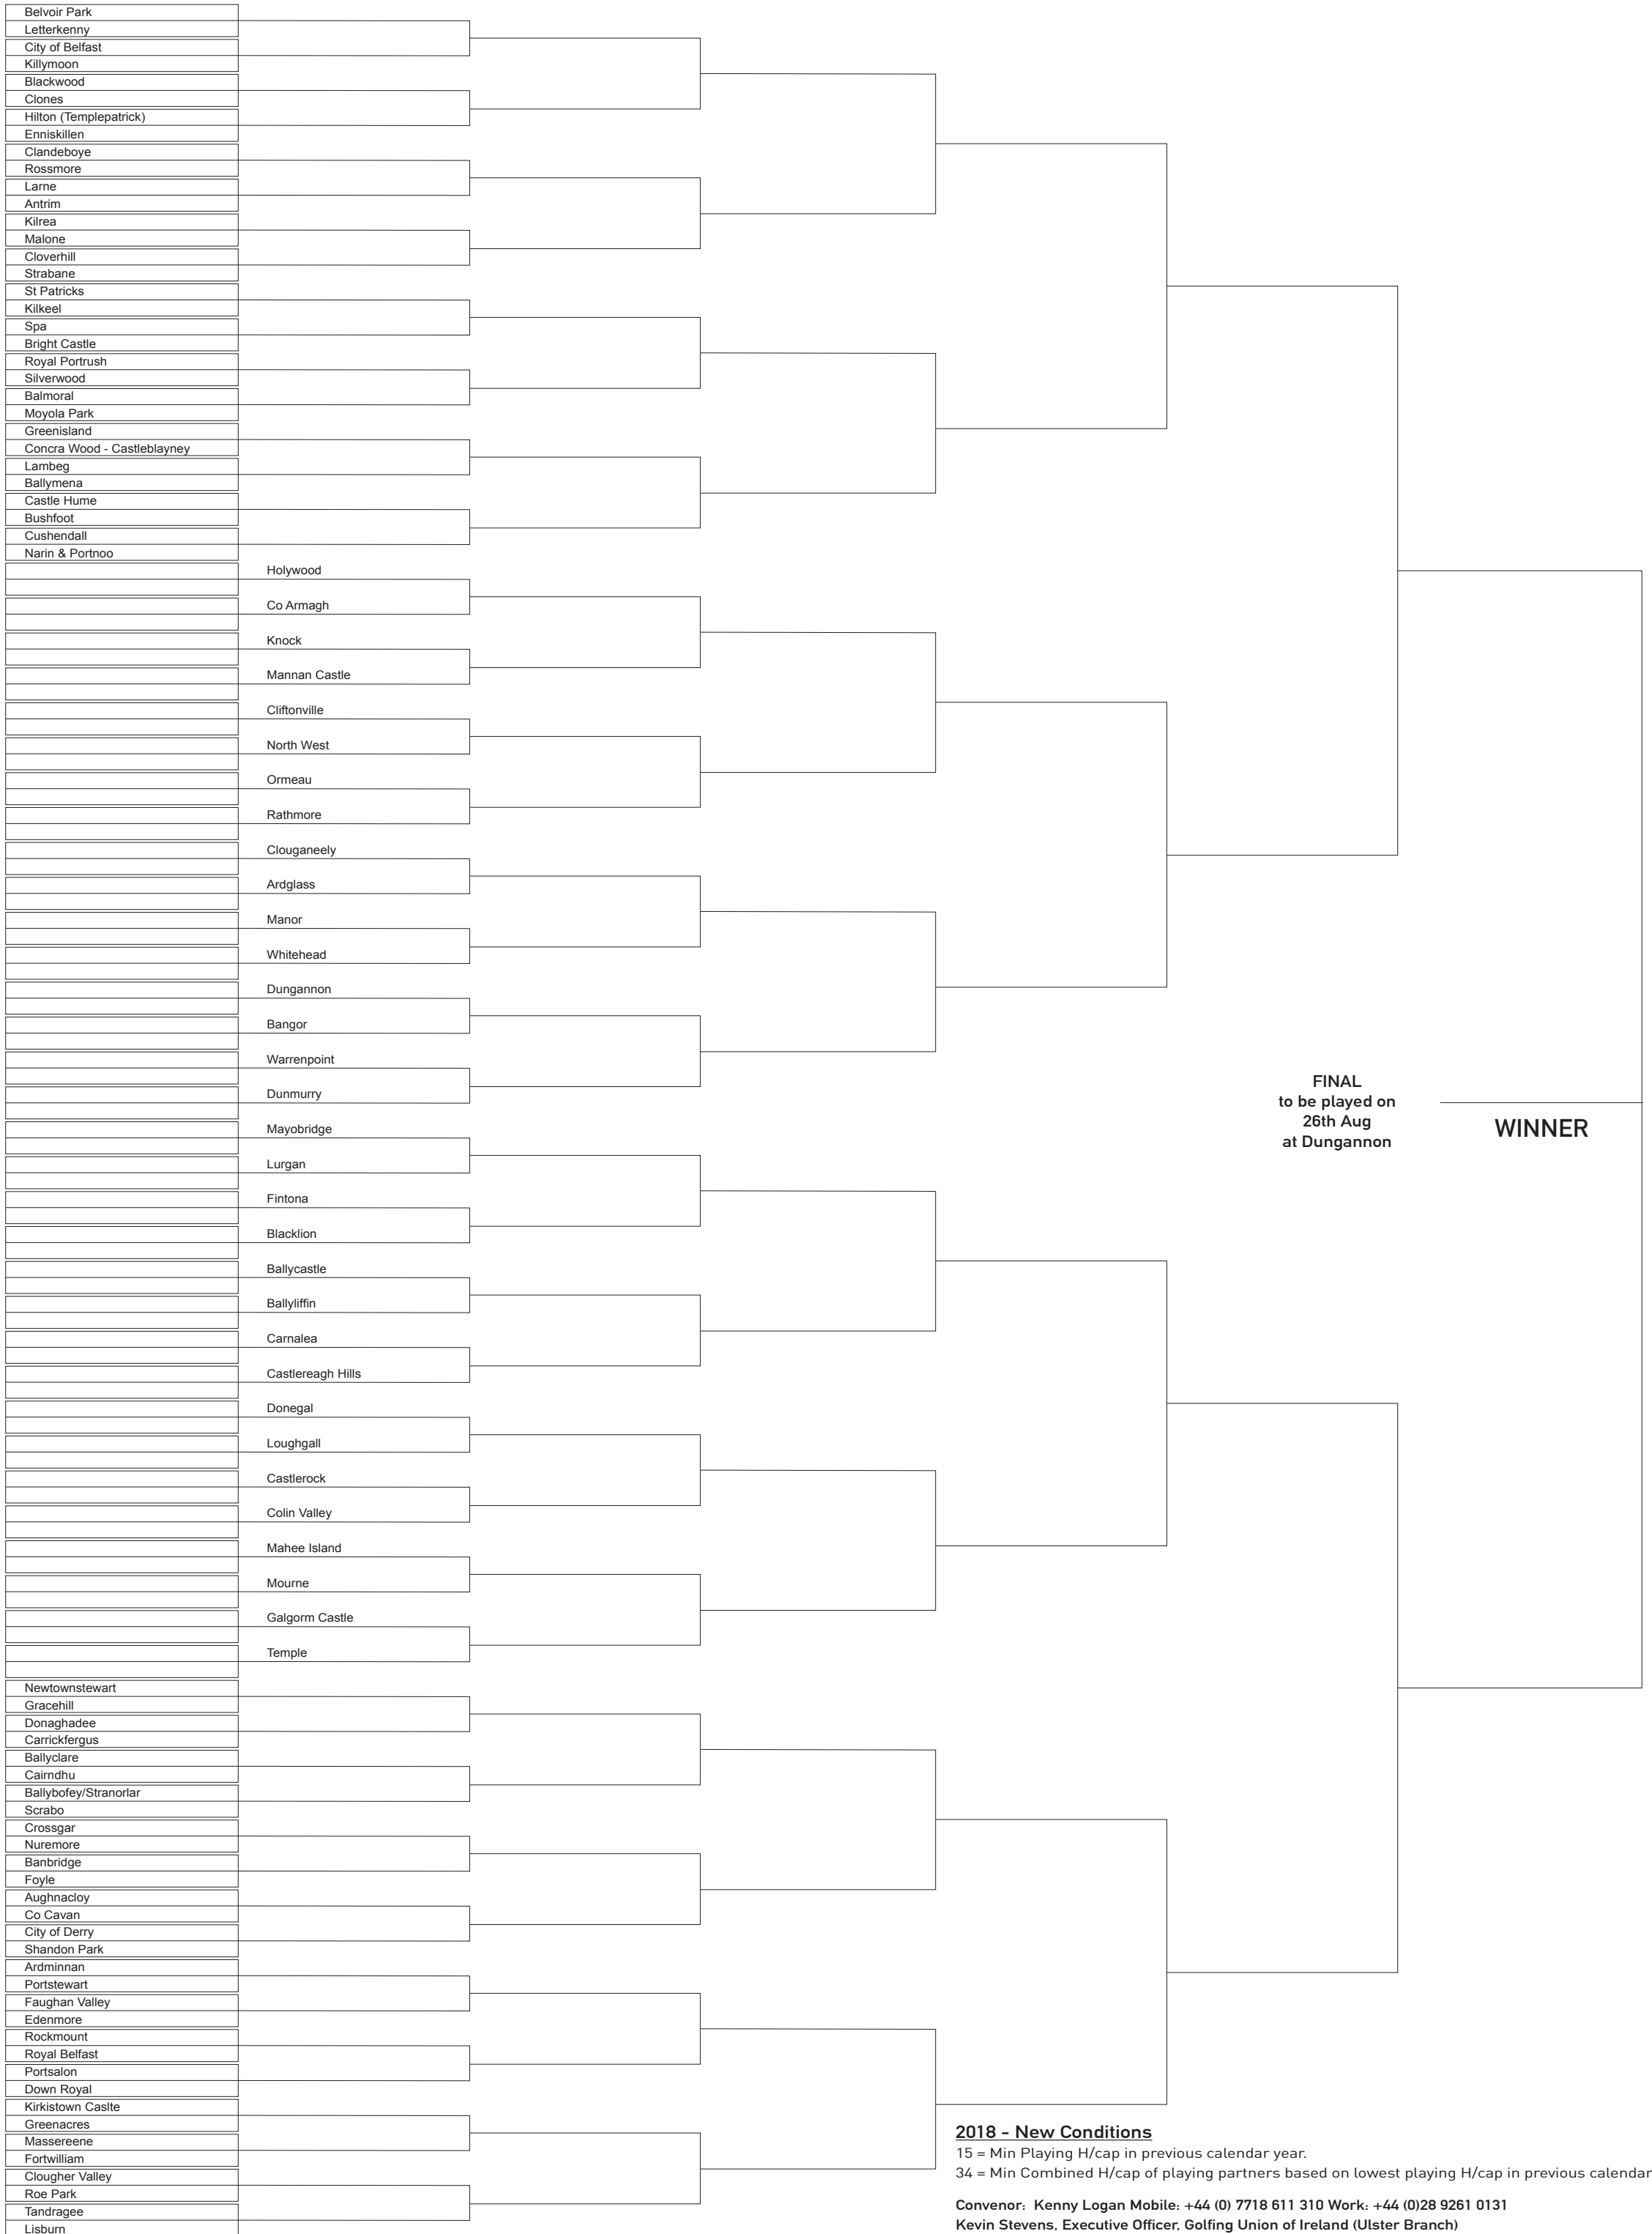 Belvoir Park
Letterkenny
City of Belfast
Killymoon
Blackwood
Clones
Hilton (Templepatrick)
Enniskillen
Clandeboye
Rossmore
Larne
Antrim
Kilrea
Malone
Cloverhill
Strabane
St Patricks
Kilkeel
Spa
Bright Castle
Royal Portrush
Silverwood
Balmoral
Moyola Park
Greenisland
Concra Wood - Castleblayney
Lambeg
Ballymena
Castle Hume
Bushfoot
Cushendall
Narin & Portnoo
Holywood
Co Armagh
Knock
Mannan Castle
Cliftonville
North West
Ormeau
Rathmore
Clouganeely
Ardglass
Manor
Whitehead
Dungannon
Bangor
Warrenpoint
Dunmurry
Mayobridge
Lurgan
Fintona
Blacklion
Ballycastle
Ballyliffin
Carnalea
Castlereagh Hills
Donegal
Loughgall
Castlerock
Colin Valley
Mahee Island
Mourne
Galgorm Castle
Temple
Newtownstewart
Gracehill
Donaghadee
Carrickfergus
Ballyclare
Cairndhu
Ballybofey/Stranorlar
Scrabo
Crossgar
Nuremore
Banbridge
Foyle
Aughnacloy
Co Cavan
City of Derry
Shandon Park
Ardminnan
Portstewart
Faughan Valley
Edenmore
Rockmount
Royal Belfast
Portsalon
Down Royal
Kirkistown Caslte
Greenacres
Massereene
Fortwilliam
Clougher Valley
Roe Park
Tandragee
Lisburn
FINAL
to be played on
26th Aug
at Dungannon
WINNER
2018 - New Conditions
15 = Min Playing H/cap in previous calendar year.
34 = Min Combined H/cap of playing partners based on lowest playing H/cap in previous calendar
Convenor: Kenny Logan Mobile: +44 (0) 7718 611 310 Work: +44 (0)28 9261 0131
Kevin Stevens, Executive Officer, Golfing Union of Ireland (Ulster Branch)